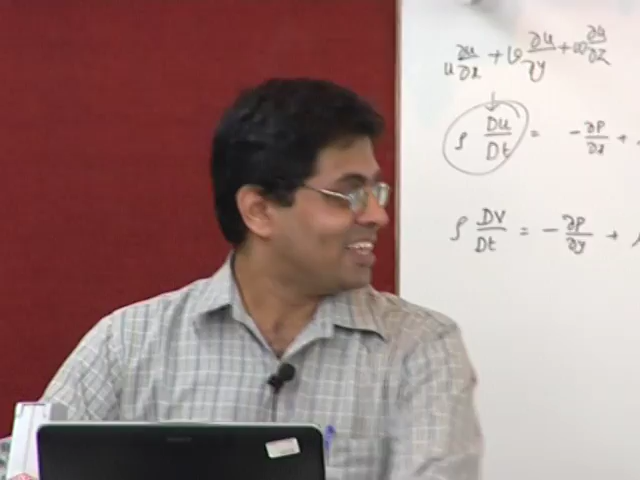 u ∂u/∂x + v ∂u/∂y + w ∂u/∂z
ρ Du/Dt = - ∂P/∂x +
ρ DV/Dt = - ∂P/∂y +